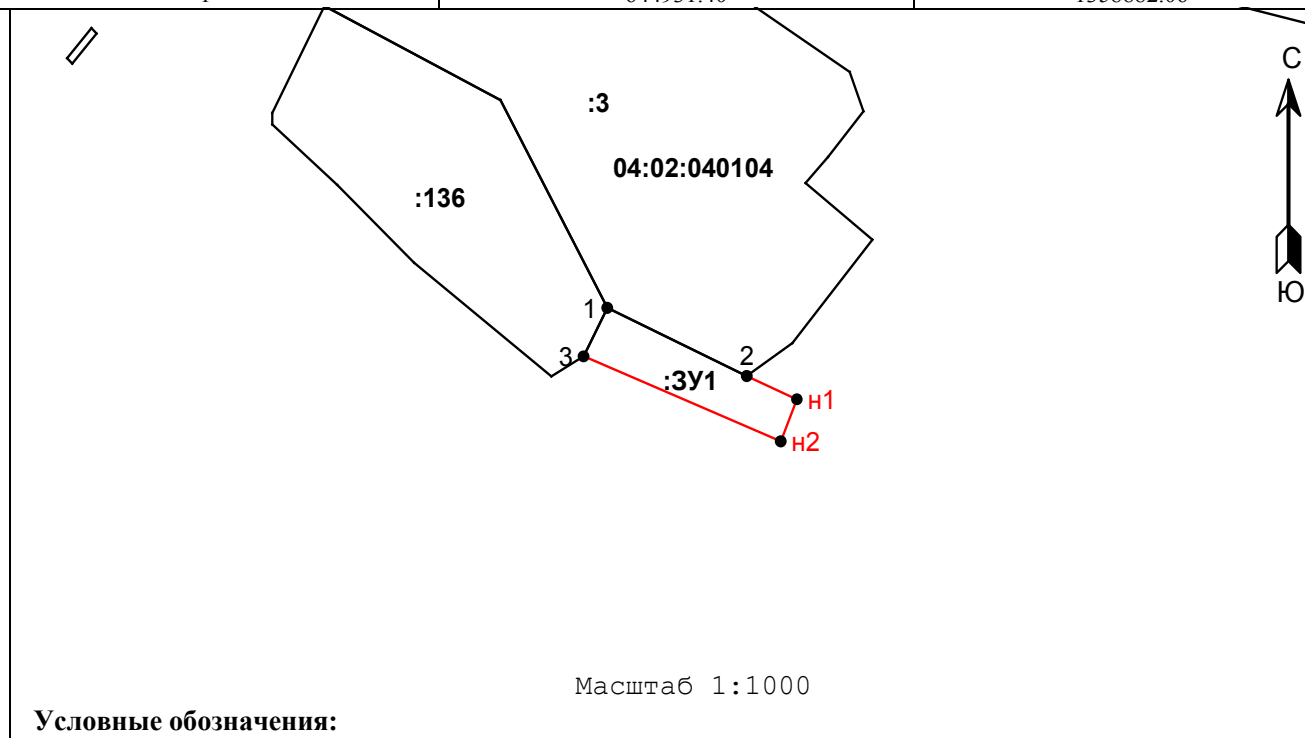 С
:3
04:02:040104
:136
Ю
1
3
2
:ЗУ1
н1
н2
Масштаб 1:1000
Условные обозначения: